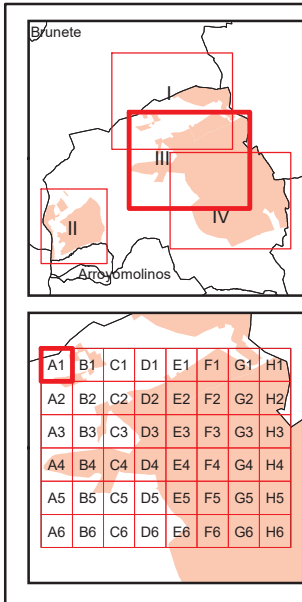 Brunete
I
III
IV
II
Arroyomolinos
A1 B1 C1 D1 E1 F1 G1 H1
A2 B2 C2 D2 E2 F2 G2 H2
A3 B3 C3 D3 E3 F3 G3 H3
A4 B4 C4 D4 E4 F4 G4 H4
A5 B5 C5 D5 E5 F5 G5 H5
A6 B6 C6 D6 E6 F6 G6 H6